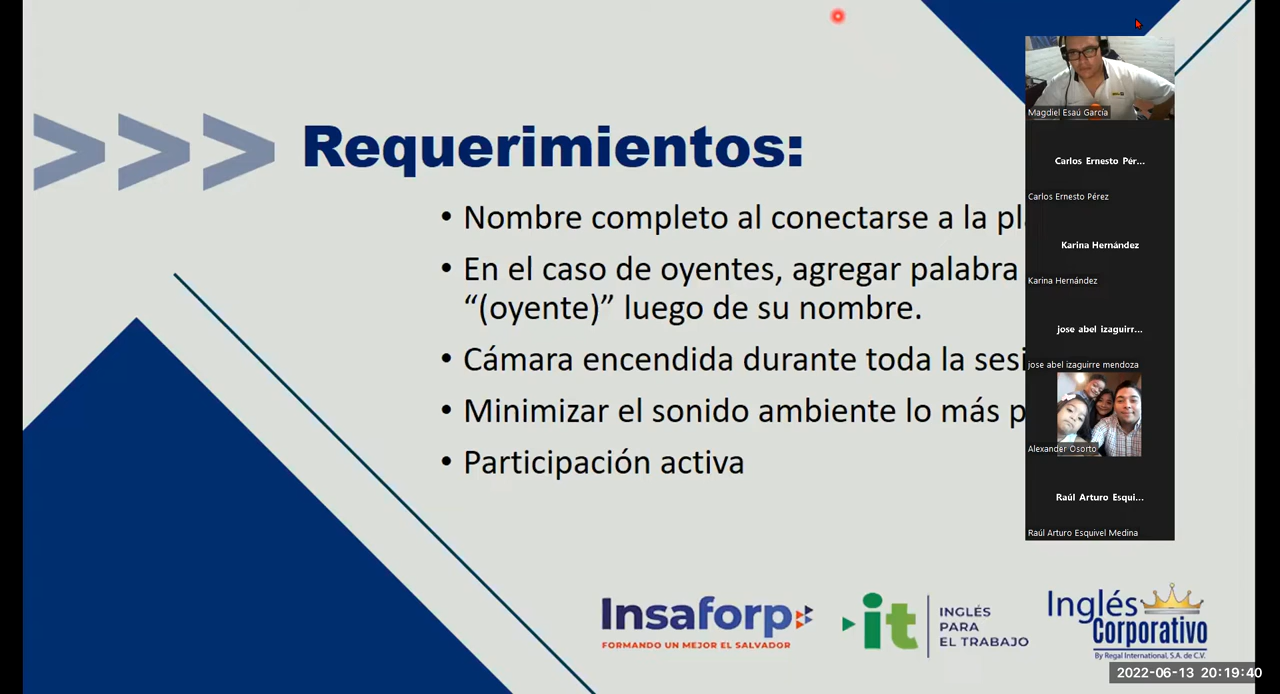 >>> Requerimientos:
• Nombre completo al conectarse a la
• En el caso de oyentes, agregar palabra
“(oyente)” luego de su nombre.
• Cámara encendida durante toda la
• Minimizar el sonido ambiente lo más
• Participación activa
Magdiel Esaú García
Carlos Ernesto Pér...
Carlos Ernesto Pérez
Karina Hernández
Karina Hernández
jose abel izaguirr...
jose abel izaguirre mendoza
Alexander Osorto
Raúl Arturo Esqui...
Raúl Arturo Esquivel Medina
Insaforp
FORMANDO UN MEJOR EL SALVADOR
it
INGLÉS
PARA
EL TRABAJO
Inglés
Corporativo
By Regal International, S.A. de C.V.
2022-06-13 20:19:40